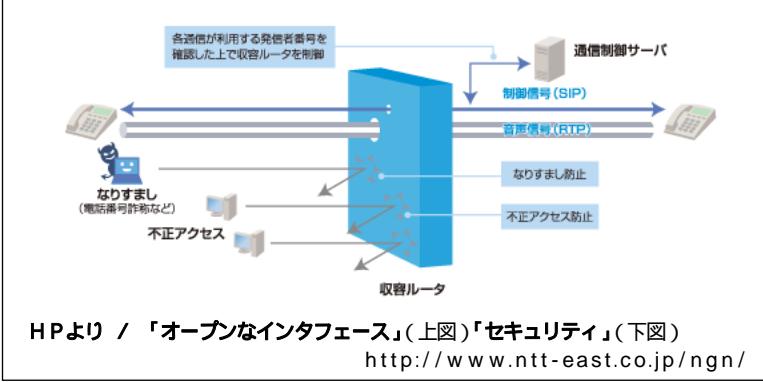 各通信が利用する発信者番号を
確認した上で収容ルータを制御
通信制御サーバ
制御信号（SIP）
音声信号（RTP）
なりすまし
（電話番号詐称など）
なりすまし防止
不正アクセス防止
不正アクセス
収容ルータ
HPより / 「オープンなインタフェース」(上図)「セキュリティ」(下図)
http://www.ntt-east.co.jp/ngn/